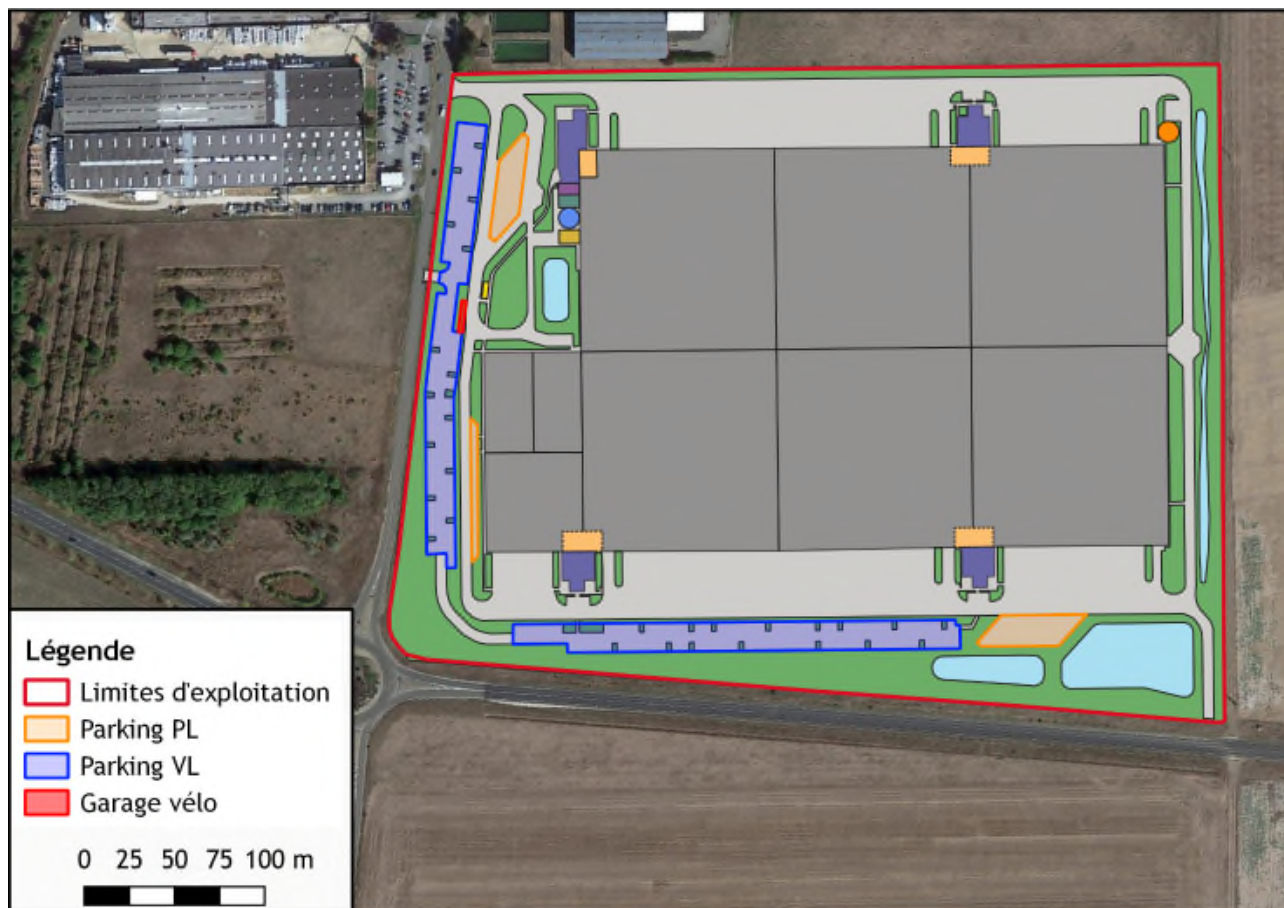 Légende
Limites d'exploitation
Parking PL
Parking VL
Garage vélo
0 25 50 75 100 m